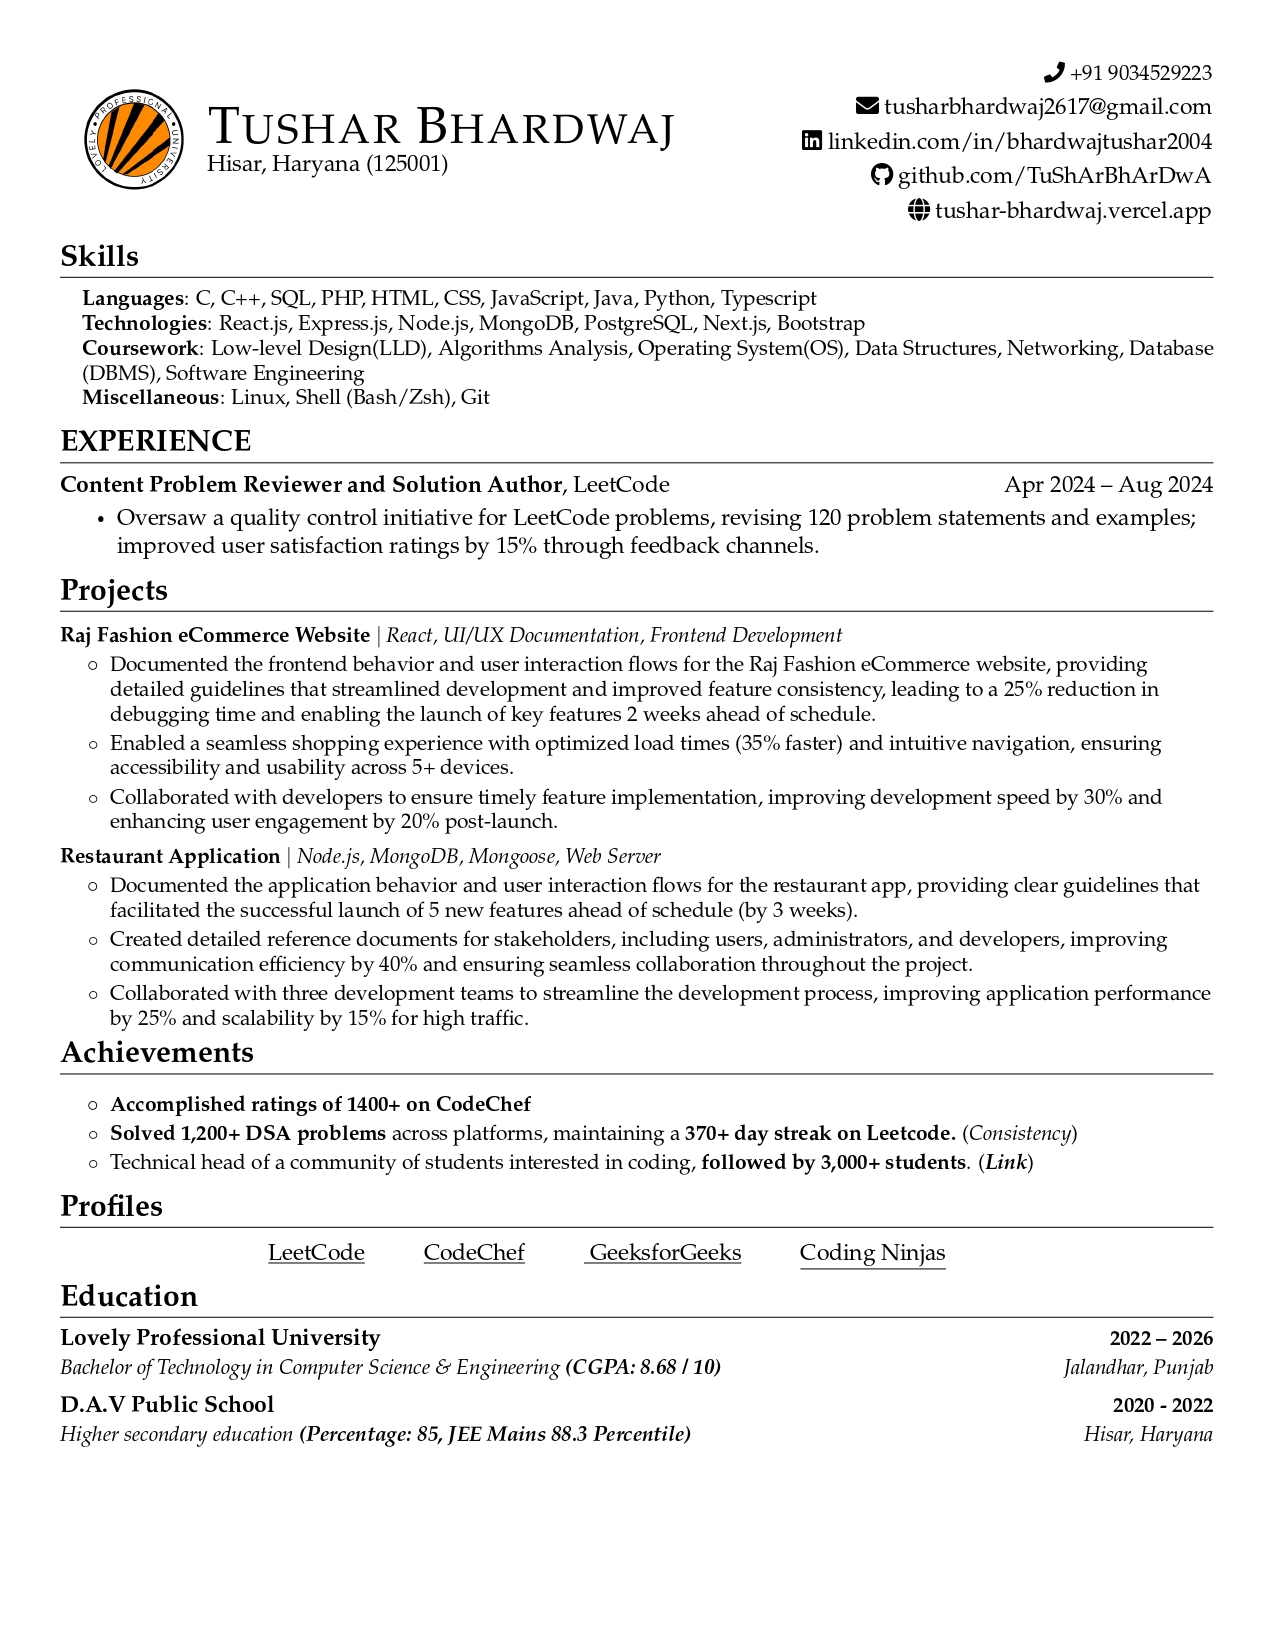 LOVELY PROFESSIONAL UNIVERSITY
TUSHAR BHARDWAJ
Hisar, Haryana (125001)
+91 9034529223
tusharbhardwaj2617@gmail.com
linkedin.com/in/bhardwajtushar2004
github.com/TuShArBhArDwA
tushar-bhardwaj.vercel.app
Skills
Languages: C, C++, SQL, PHP, HTML, CSS, JavaScript, Java, Python, Typescript
Technologies: React.js, Express.js, Node.js, MongoDB, PostgreSQL, Next.js, Bootstrap
Coursework: Low-level Design(LLD), Algorithms Analysis, Operating System(OS), Data Structures, Networking, Database
(DBMS), Software Engineering
Miscellaneous: Linux, Shell (Bash/Zsh), Git
EXPERIENCE
Content Problem Reviewer and Solution Author, LeetCode Apr 2024 – Aug 2024
• Oversaw a quality control initiative for LeetCode problems, revising 120 problem statements and examples;
improved user satisfaction ratings by 15% through feedback channels.
Projects
Raj Fashion eCommerce Website | React, UI/UX Documentation, Frontend Development
○ Documented the frontend behavior and user interaction flows for the Raj Fashion eCommerce website, providing
detailed guidelines that streamlined development and improved feature consistency, leading to a 25% reduction in
debugging time and enabling the launch of key features 2 weeks ahead of schedule.
○ Enabled a seamless shopping experience with optimized load times (35% faster) and intuitive navigation, ensuring
accessibility and usability across 5+ devices.
○ Collaborated with developers to ensure timely feature implementation, improving development speed by 30% and
enhancing user engagement by 20% post-launch.
Restaurant Application | Node.js, MongoDB, Mongoose, Web Server
○ Documented the application behavior and user interaction flows for the restaurant app, providing clear guidelines that
facilitated the successful launch of 5 new features ahead of schedule (by 3 weeks).
○ Created detailed reference documents for stakeholders, including users, administrators, and developers, improving
communication efficiency by 40% and ensuring seamless collaboration throughout the project.
○ Collaborated with three development teams to streamline the development process, improving application performance
by 25% and scalability by 15% for high traffic.
Achievements
○ Accomplished ratings of 1400+ on CodeChef
○ Solved 1,200+ DSA problems across platforms, maintaining a 370+ day streak on Leetcode. (Consistency)
○ Technical head of a community of students interested in coding, followed by 3,000+ students. (Link)
Profiles
LeetCode CodeChef GeeksforGeeks Coding Ninjas
Education
Lovely Professional University 2022 – 2026
Bachelor of Technology in Computer Science & Engineering (CGPA: 8.68 / 10) Jalandhar, Punjab
D.A.V Public School 2020 - 2022
Higher secondary education (Percentage: 85, JEE Mains 88.3 Percentile) Hisar, Haryana